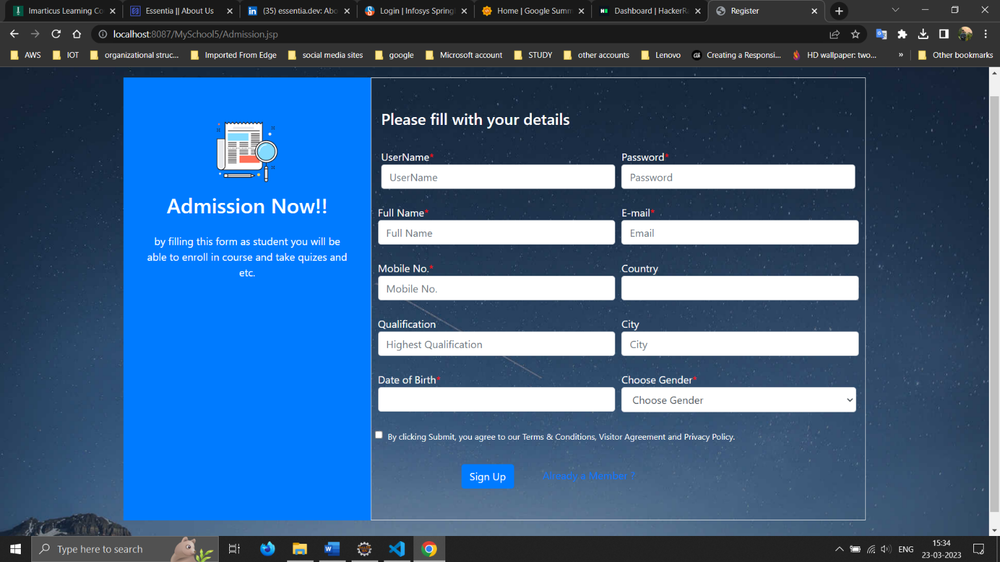 Imarticus Learning Co
Essentia || About Us
in (35) essentia.dev: Abo
Login | Infosys Spring
Home | Google Summ
Dashboard | HackerRa
Register
localhost:8087/MySchool5/Admission.jsp
AWS
IOT
organizational struc...
Imported From Edge
social media sites
google
Microsoft account
STUDY
other accounts
Lenovo
Creating a Responsi...
HD wallpaper: two...
»
Other bookmarks
Admission Now!!
by filling this form as student you will be
able to enroll in course and take quizes and
etc.
Please fill with your details
UserName*
Password*
UserName
Password
Full Name*
E-mail*
Full Name
Email
Mobile No.*
Country
Mobile No.
Qualification
City
Highest Qualification
City
Date of Birth*
Choose Gender*
Choose Gender
By clicking Submit, you agree to our Terms & Conditions, Visitor Agreement and Privacy Policy.
Sign Up
Already a Member ?
Type here to search
ENG
15:34
23-03-2023